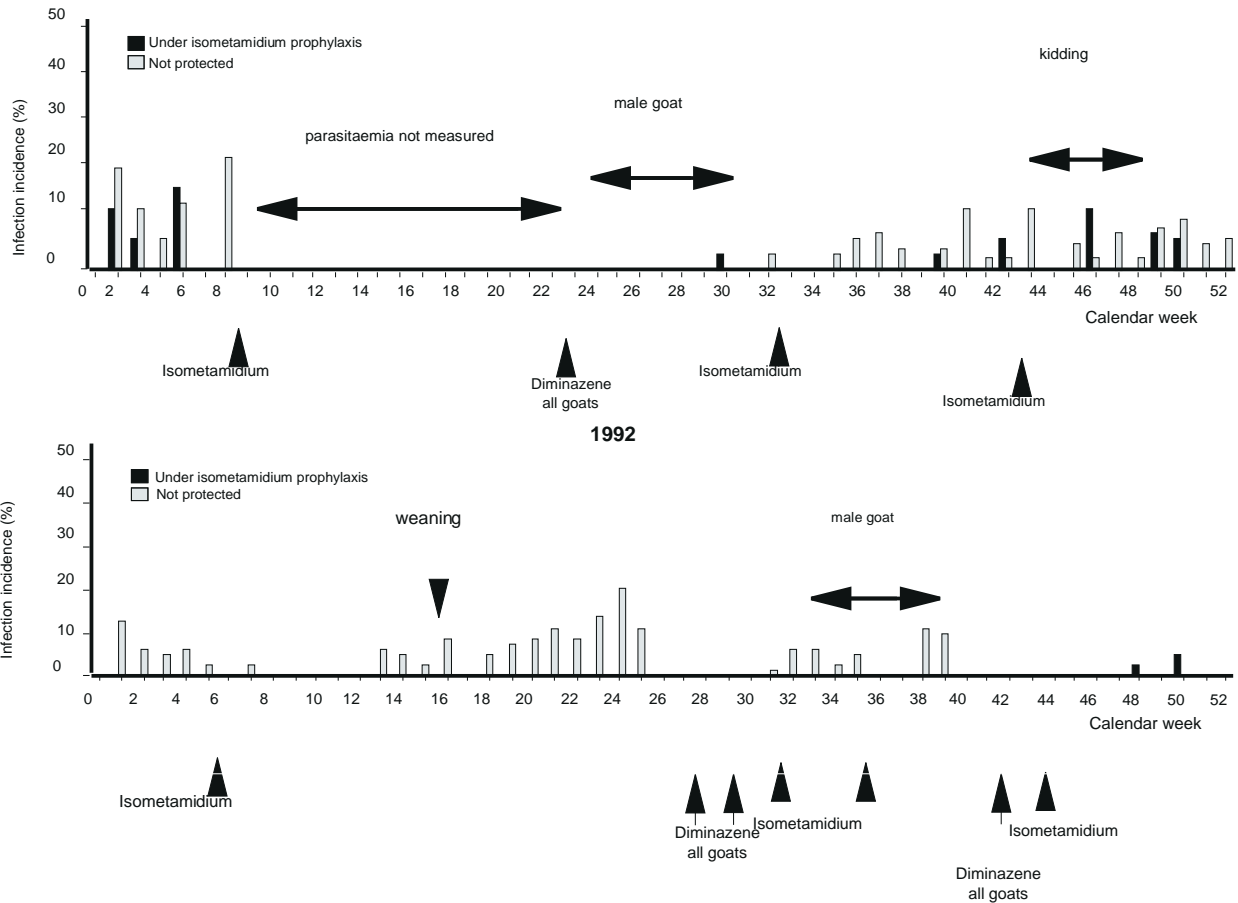 50
Under isometamidium prophylaxis
kidding
40
Not protected
male goat
30
parasitaemia not measured
20
10
0
Infection incidence (%)
0 2 4 6 8 10 12 14 16 18 20 22 24 26 28 30 32 34 36 38 40 42 44 46 48 50 52
Calendar week
Isometamidium
Diminazene
all goats
Isometamidium
Isometamidium
1992
50
Under isometamidium prophylaxis
40
Not protected
weaning
male goat
30
20
10
0
Infection incidence (%)
0 2 4 6 8 10 12 14 16 18 20 22 24 26 28 30 32 34 36 38 40 42 44 46 48 50 52
Calendar week
Isometamidium
Diminazene
all goats
Isometamidium
Isometamidium
Diminazene
all goats